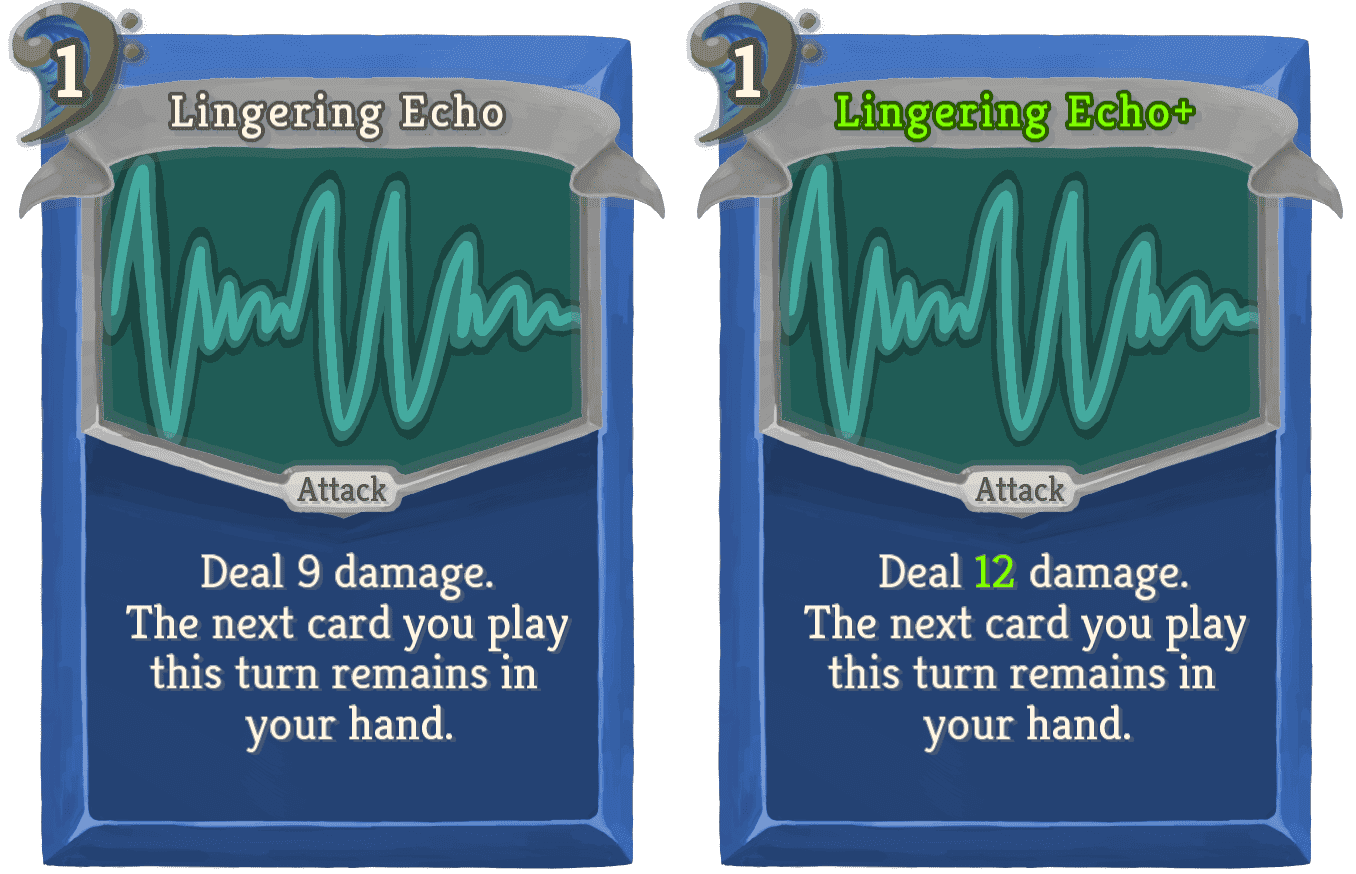 1
Lingering Echo
Attack
Deal 9 damage.
The next card you play
this turn remains in
your hand.
1
Lingering Echo+
Attack
Deal 12 damage.
The next card you play
this turn remains in
your hand.